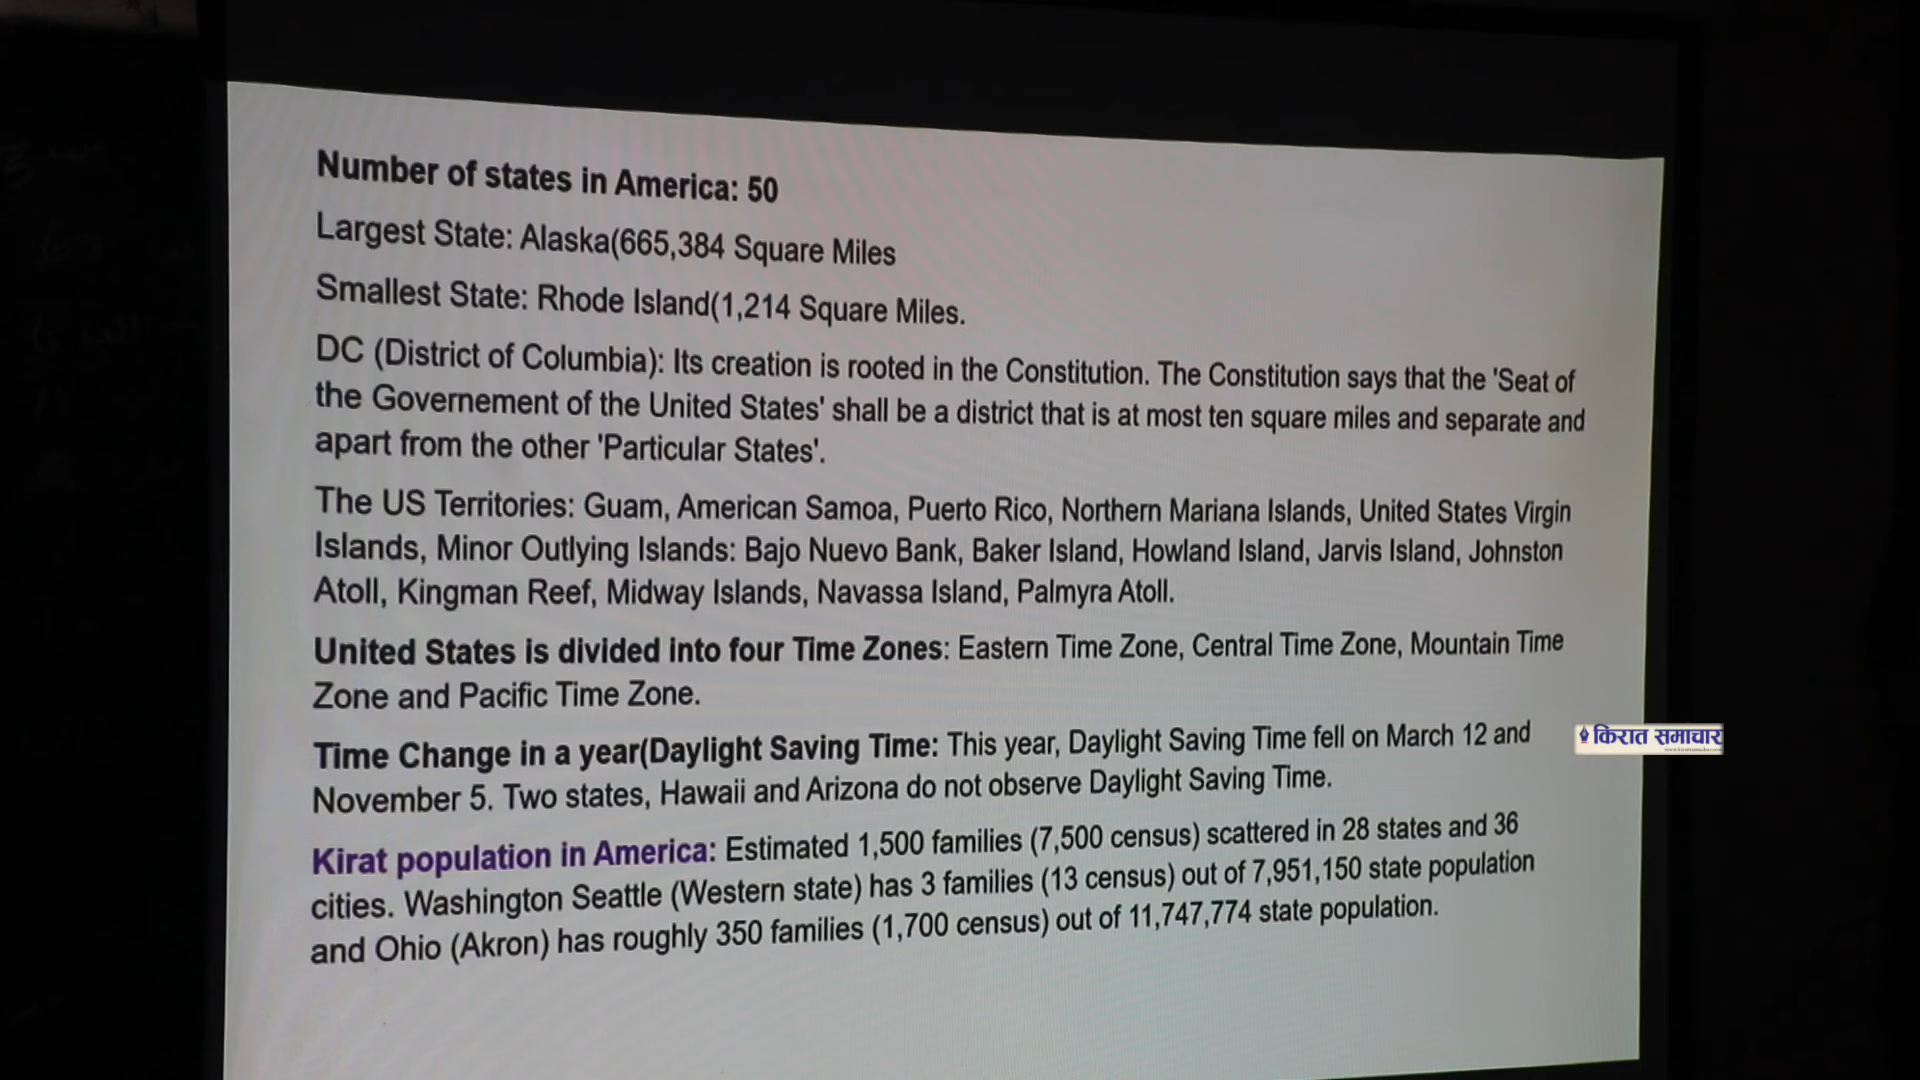 Number of states in America: 50
Largest State: Alaska(665,384 Square Miles
Smallest State: Rhode Island(1,214 Square Miles.
DC (District of Columbia): Its creation is rooted in the Constitution. The Constitution says that the 'Seat of
the Governement of the United States' shall be a district that is at most ten square miles and separate and
apart from the other 'Particular States'.
The US Territories: Guam, American Samoa, Puerto Rico, Northern Mariana Islands, United States Virgin
Islands, Minor Outlying Islands: Bajo Nuevo Bank, Baker Island, Howland Island, Jarvis Island, Johnston
Atoll, Kingman Reef, Midway Islands, Navassa Island, Palmyra Atoll.
United States is divided into four Time Zones: Eastern Time Zone, Central Time Zone, Mountain Time
Zone and Pacific Time Zone.
Time Change in a year(Daylight Saving Time: This year, Daylight Saving Time fell on March 12 and
November 5. Two states, Hawaii and Arizona do not observe Daylight Saving Time.
किरात समाचार
Kirat population in America: Estimated 1,500 families (7,500 census) scattered in 28 states and 36
cities. Washington Seattle (Western state) has 3 families (13 census) out of 7,951,150 state population
and Ohio (Akron) has roughly 350 families (1,700 census) out of 11,747,774 state population.